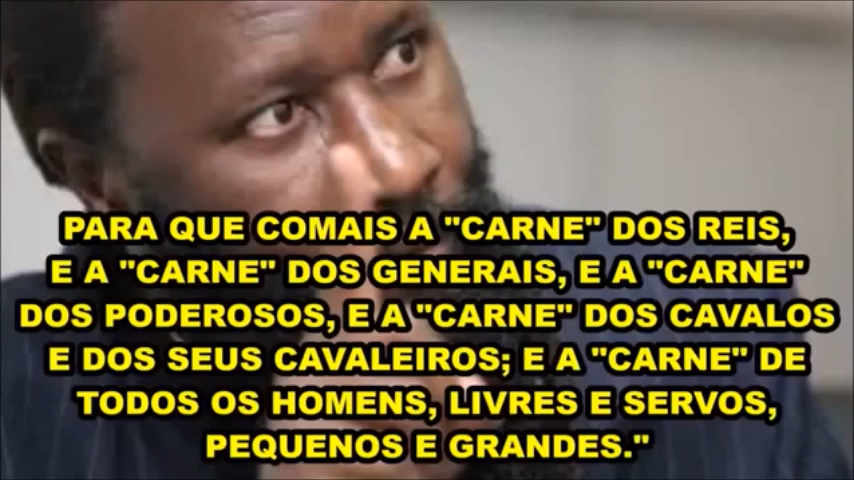 PARA QUE COMAIS A "CARNE" DOS REIS,
E A "CARNE" DOS GENERAIS, E A "CARNE"
DOS PODEROSOS, E A "CARNE" DOS CAVALOS
E DOS SEUS CAVALEIROS; E A "CARNE" DE
TODOS OS HOMENS, LIVRES E SERVOS,
PEQUENOS E GRANDES."